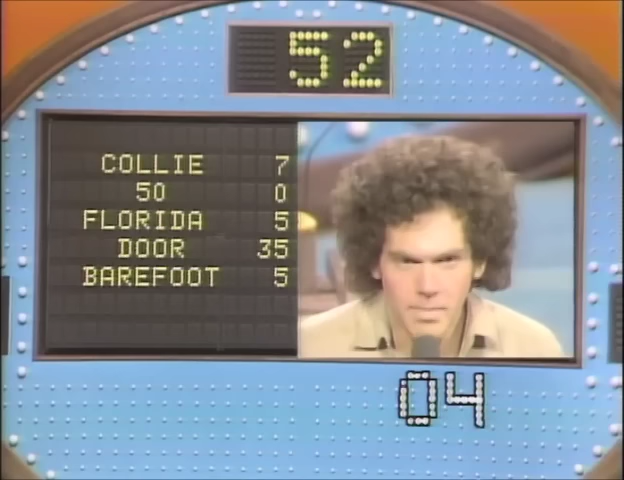 52
COLLIE 7
50 0
FLORIDA 5
DOOR 35
BAREFOOT 5
04